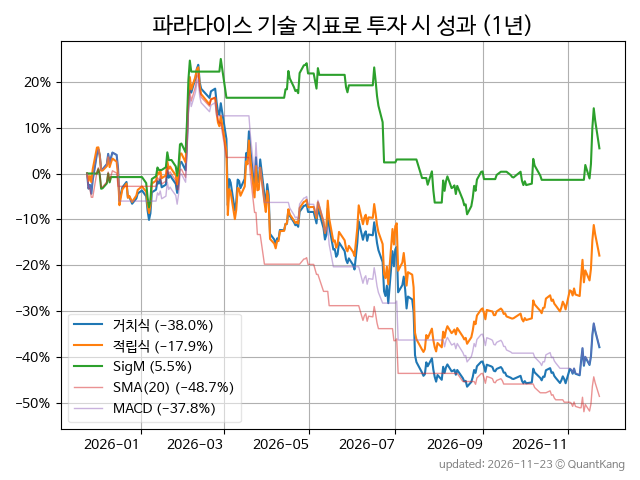 파라다이스 기술 지표로 투자 시 성과 (1년)
20%
10%
0%
−10%
−20%
−30%
−40%
−50%
거치식 (−38.0%)
적립식 (−17.9%)
SigM (5.5%)
SMA(20) (−48.7%)
MACD (−37.8%)
2026-01
2026-03
2026-05
2026-07
2026-09
2026-11
updated: 2026-11-23 © QuantKang